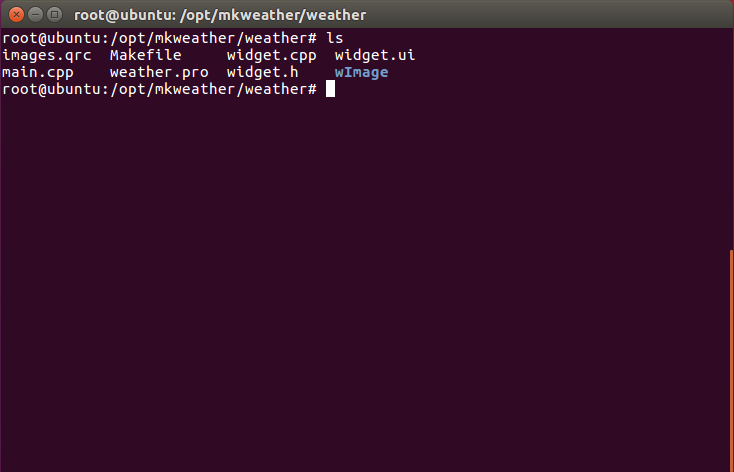 root@ubuntu: /opt/mkweather/weather
root@ubuntu:/opt/mkweather/weather# ls
images.qrc  Makefile     widget.cpp  widget.ui
main.cpp    weather.pro  widget.h    wImage
root@ubuntu:/opt/mkweather/weather#